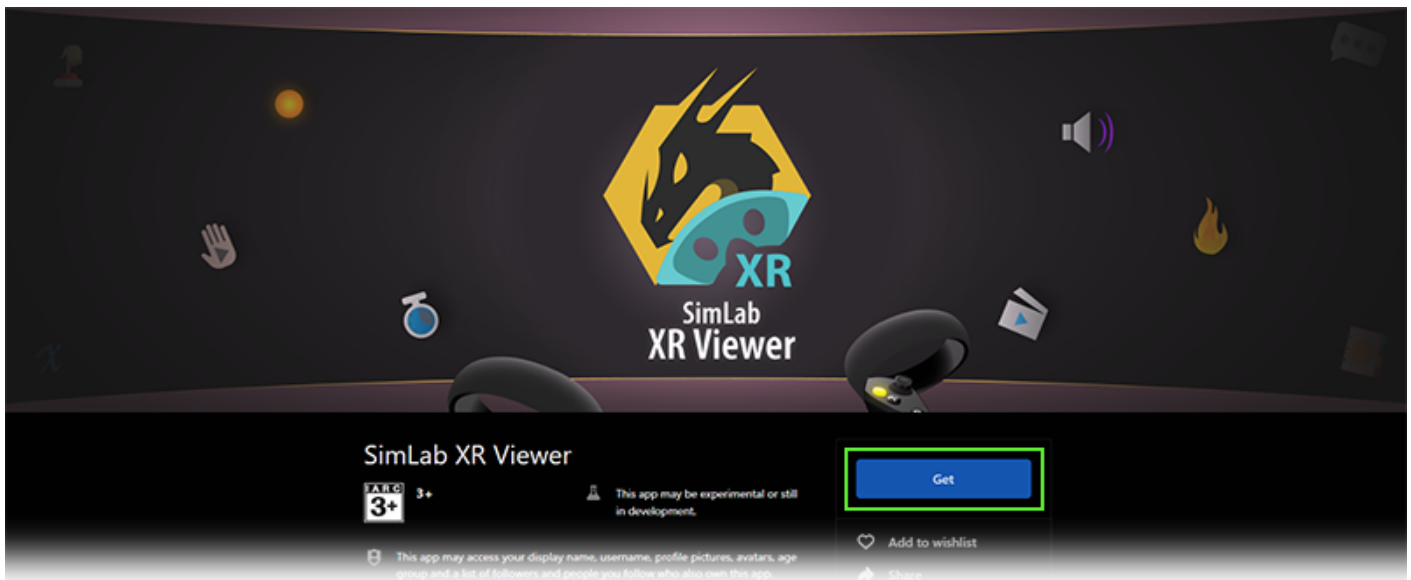 XR
SimLab
XR Viewer
SimLab XR Viewer
IARC
3+
3+
This app may be experimental or still
in development.
Get
Add to wishlist
This app may access your display name, username, profile pictures, avatars, age
group and a list of followers and people you follow who also own this app.
Share